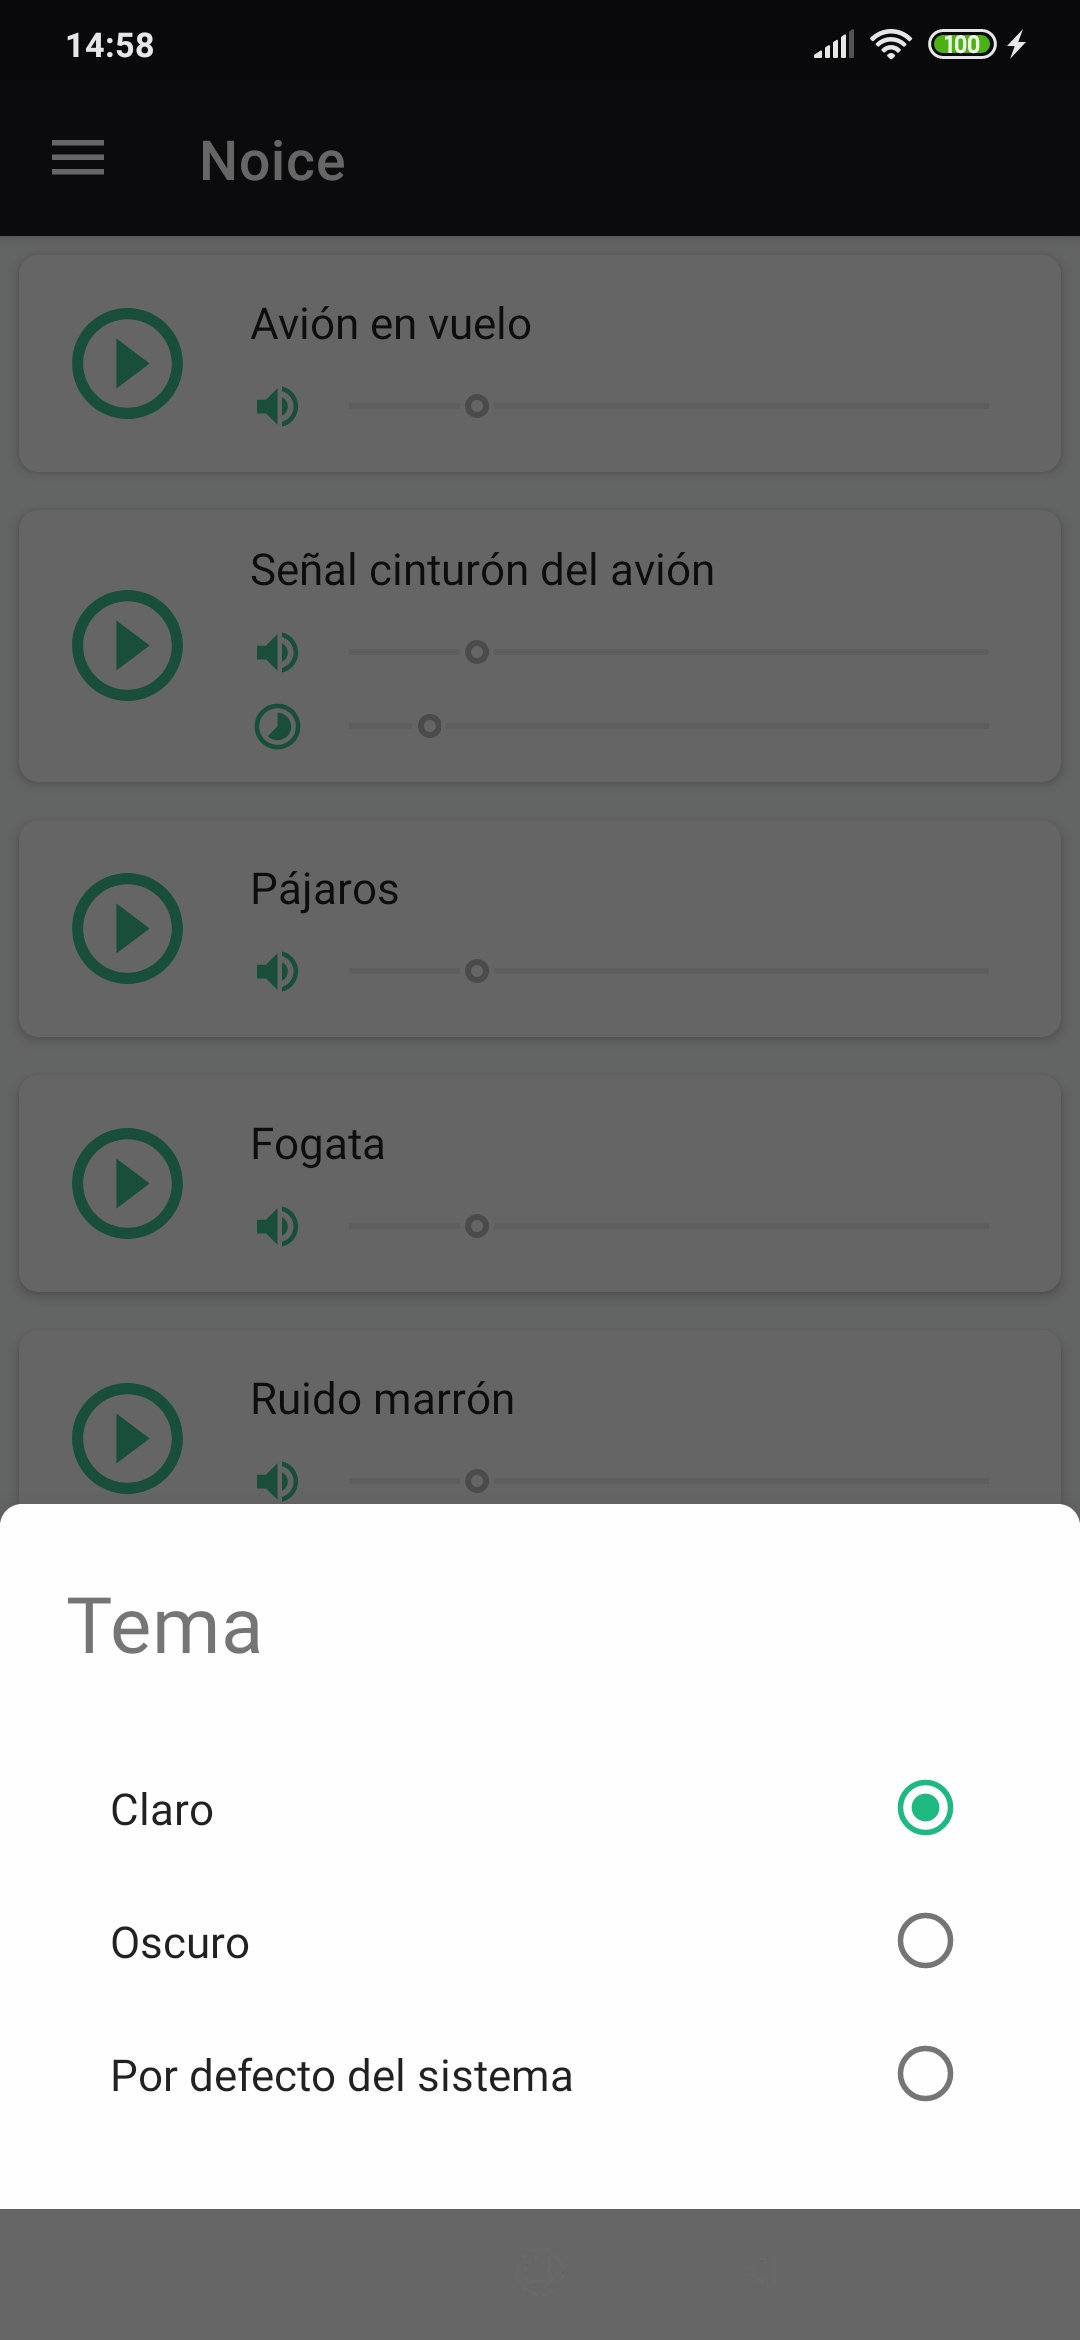 14:58
100
Noice
Avión en vuelo
Señal cinturón del avión
Pájaros
Fogata
Ruido marrón
Tema
Claro
Oscuro
Por defecto del sistema